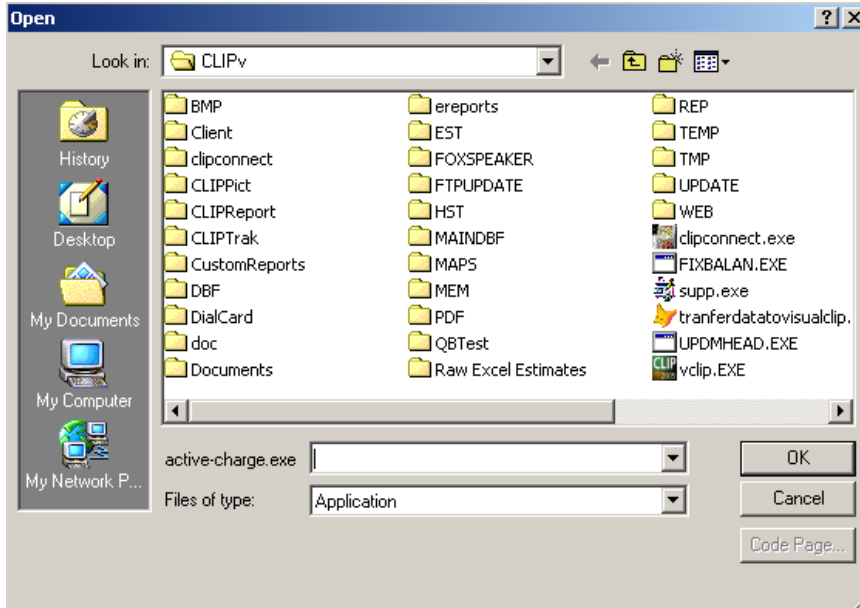 Open
Look in: CLIPv
History
Desktop
My Documents
My Computer
My Network P...
BMP
Client
clipconnect
CLIPPict
CLIPReport
CLIPTrak
CustomReports
DBF
DialCard
doc
Documents
ereports
EST
FOXSPEAKER
FTPUPDATE
HST
MAINDBF
MAPS
MEM
PDF
QBTest
Raw Excel Estimates
REP
TEMP
TMP
UPDATE
WEB
clipconnect.exe
FIXBALAN.EXE
supp.exe
tranferdatatovisualclip.
UPDMHEAD.EXE
vclip.EXE
active-charge.exe
OK
Files of type: Application
Cancel
Code Page...